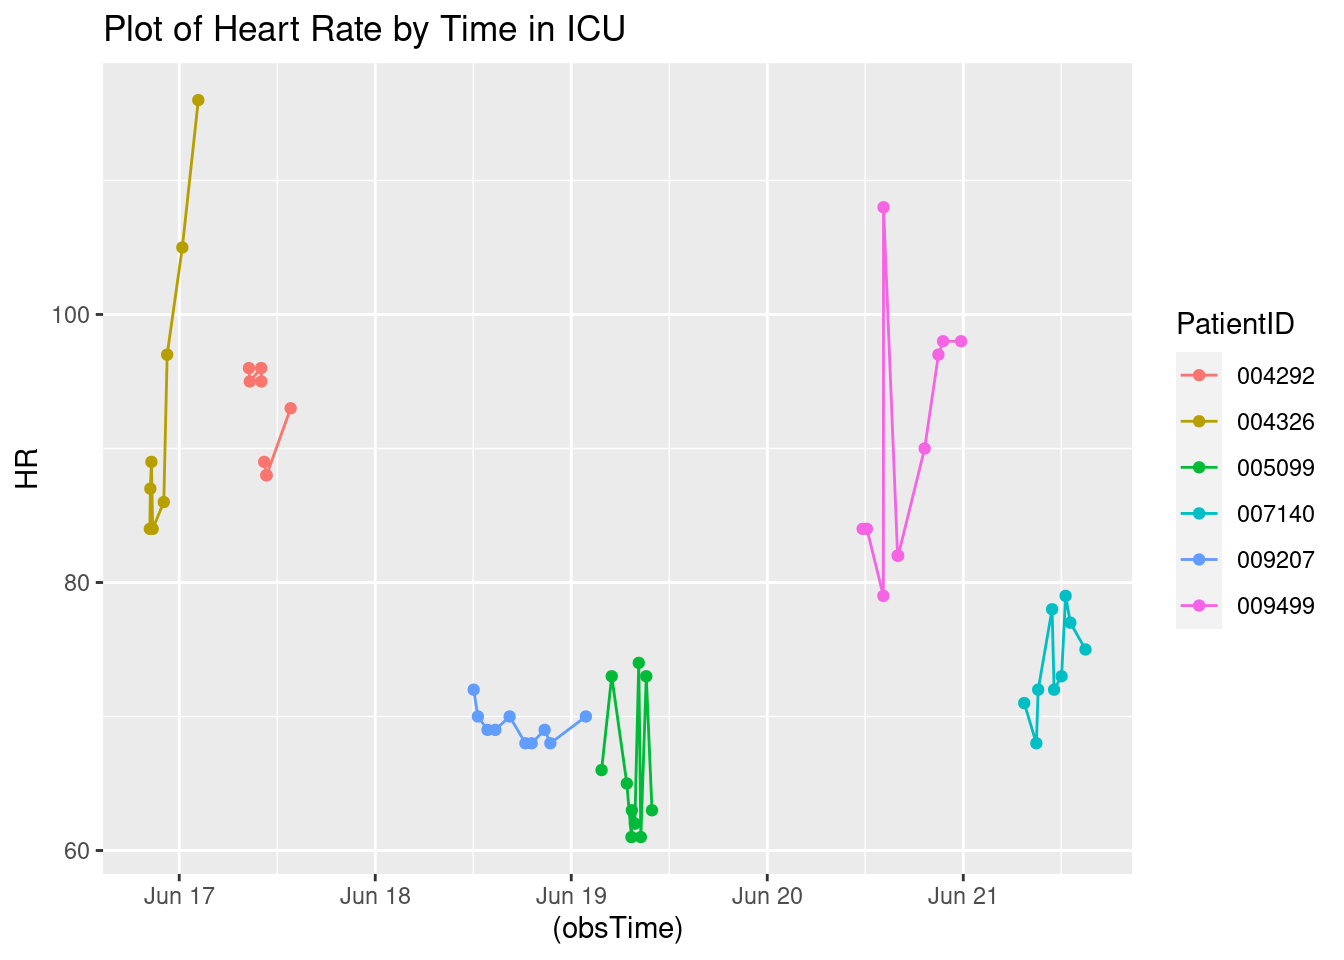 Plot of Heart Rate by Time in ICU
HR
100
80
60
Jun 17
Jun 18
Jun 19
Jun 20
Jun 21
(obsTime)
PatientID
004292
004326
005099
007140
009207
009499